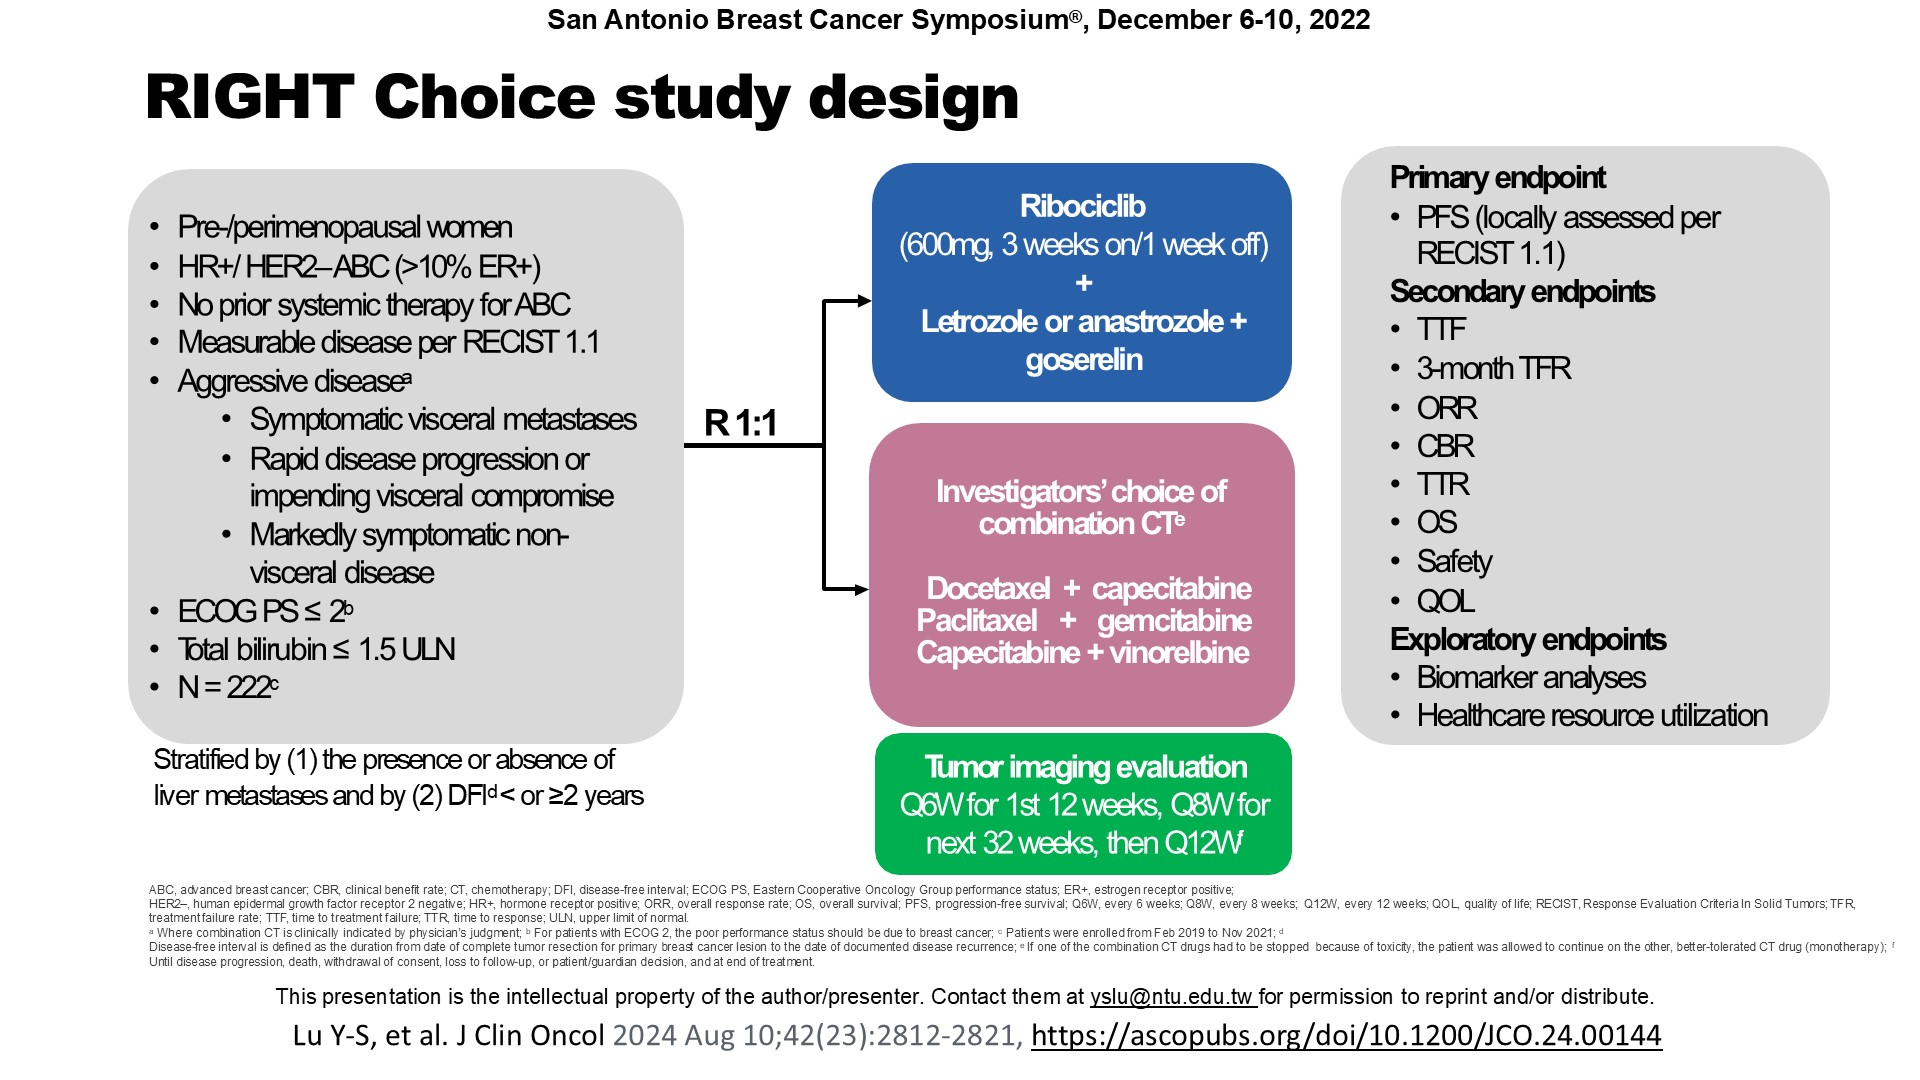 San Antonio Breast Cancer Symposium®, December 6-10, 2022
RIGHT Choice study design
• Pre-/perimenopausal women
• HR+/ HER2– ABC (>10% ER+)
• No prior systemic therapy for ABC
• Measurable disease per RECIST 1.1
• Aggressive diseaseᵃ
• Symptomatic visceral metastases
• Rapid disease progression or
impending visceral compromise
• Markedly symptomatic non-
visceral disease
• ECOG PS ≤ 2ᵇ
• Total bilirubin ≤ 1.5 ULN
• N = 222ᶜ
Stratified by (1) the presence or absence of
liver metastases and by (2) DFIᵈ < or ≥2 years
R 1:1
Ribociclib
(600mg, 3 weeks on/1 week off)
+
Letrozole or anastrozole +
goserelin
Investigators’ choice of
combination CTᵉ
Docetaxel + capecitabine
Paclitaxel + gemcitabine
Capecitabine + vinorelbine
Tumor imaging evaluation
Q6W for 1st 12 weeks, Q8W for
next 32 weeks, then Q12Wᶠ
Primary endpoint
• PFS (locally assessed per
RECIST 1.1)
Secondary endpoints
• TTF
• 3-month TFR
• ORR
• CBR
• TTR
• OS
• Safety
• QOL
Exploratory endpoints
• Biomarker analyses
• Healthcare resource utilization
ABC, advanced breast cancer; CBR, clinical benefit rate; CT, chemotherapy; DFI, disease-free interval; ECOG PS, Eastern Cooperative Oncology Group performance status; ER+, estrogen receptor positive;
HER2–, human epidermal growth factor receptor 2 negative; HR+, hormone receptor positive; ORR, overall response rate; OS, overall survival; PFS, progression-free survival; Q6W, every 6 weeks; Q8W, every 8 weeks; Q12W, every 12 weeks; QOL, quality of life; RECIST, Response Evaluation Criteria In Solid Tumors; TFR,
treatment failure rate; TTF, time to treatment failure; TTR, time to response; ULN, upper limit of normal.
ᵃ Where combination CT is clinically indicated by physician’s judgment; ᵇ For patients with ECOG 2, the poor performance status should be due to breast cancer; ᶜ Patients were enrolled from Feb 2019 to Nov 2021; ᵈ
Disease-free interval is defined as the duration from date of complete tumor resection for primary breast cancer lesion to the date of documented disease recurrence; ᵉ If one of the combination CT drugs had to be stopped because of toxicity, the patient was allowed to continue on the other, better-tolerated CT drug (monotherapy); ᶠ
Until disease progression, death, withdrawal of consent, loss to follow-up, or patient/guardian decision, and at end of treatment.
This presentation is the intellectual property of the author/presenter. Contact them at yslu@ntu.edu.tw for permission to reprint and/or distribute.
Lu Y-S, et al. J Clin Oncol 2024 Aug 10;42(23):2812-2821, https://ascopubs.org/doi/10.1200/JCO.24.00144